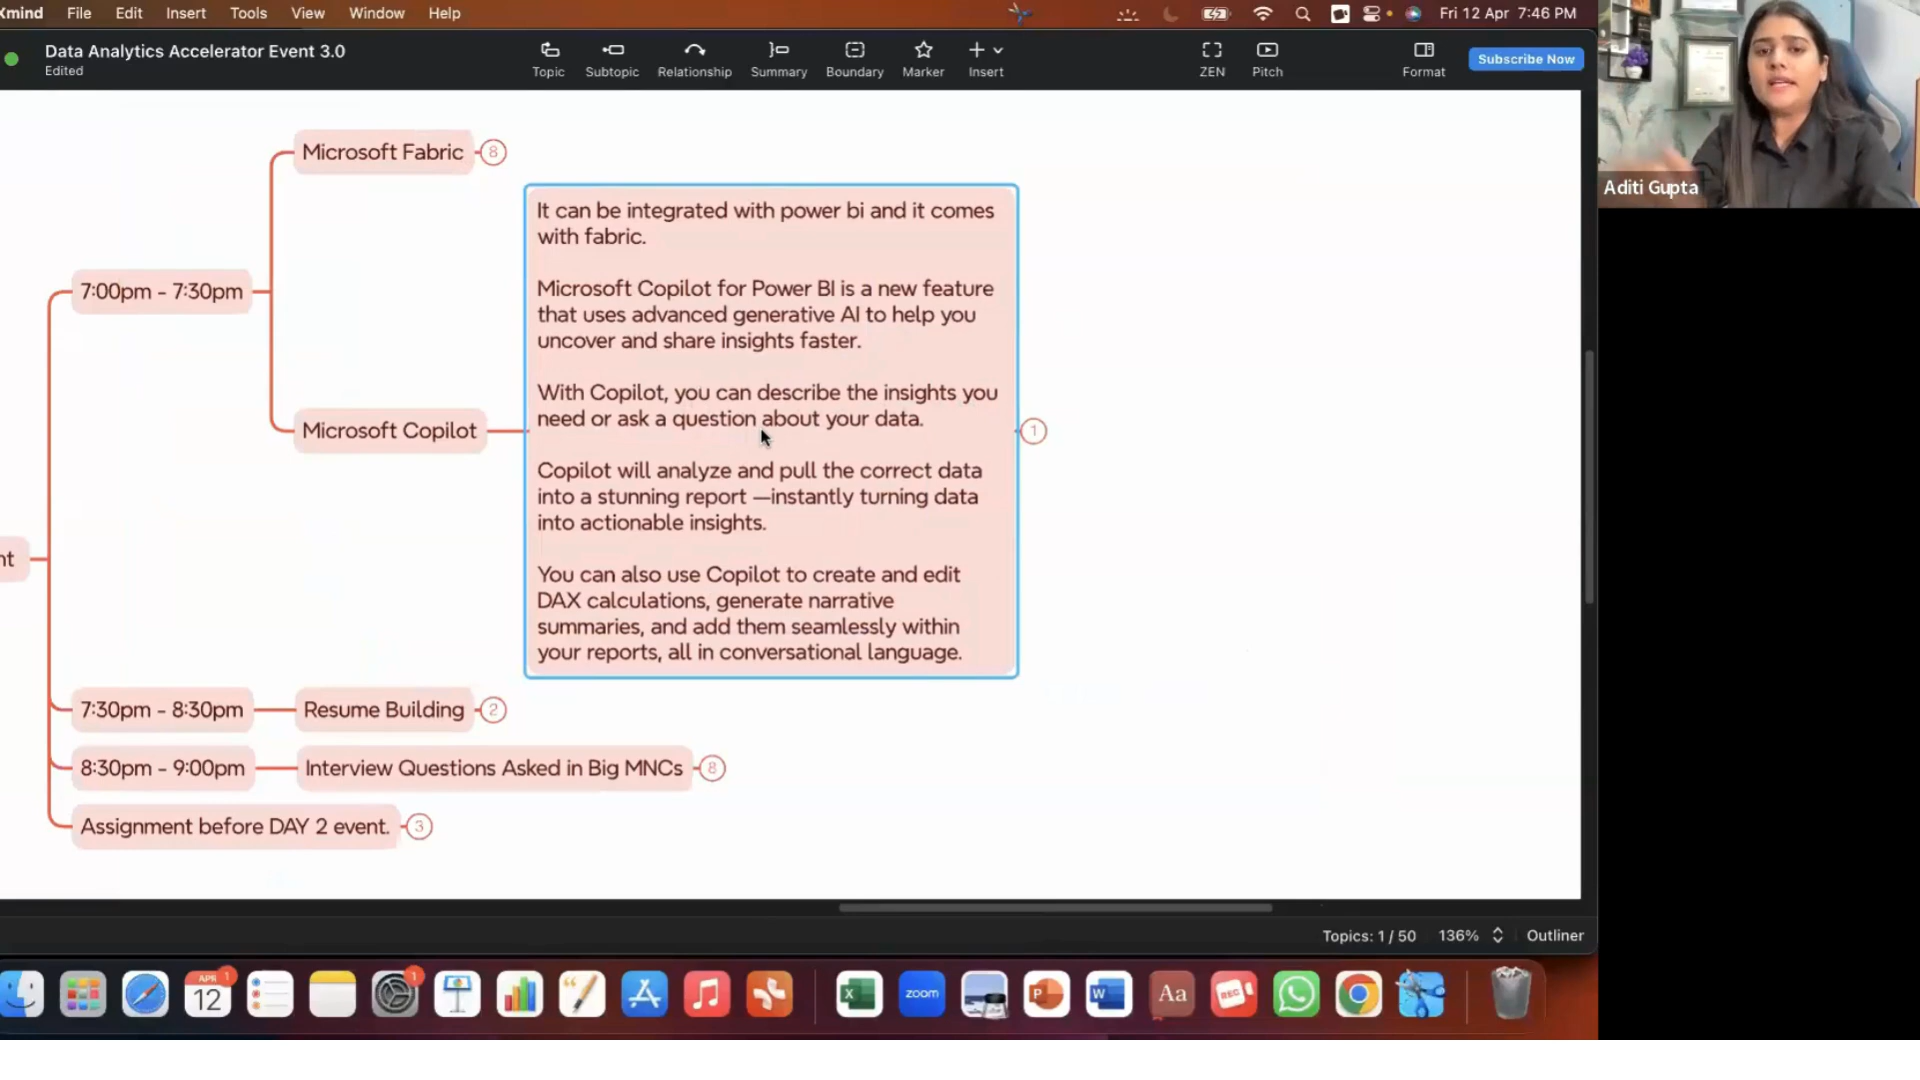 Xmind File Edit Insert Tools View Window Help Fri 12 Apr 7:46 PM
Data Analytics Accelerator Event 3.0
Edited
Topic Subtopic Relationship Summary Boundary Marker Insert ZEN Pitch Format Subscribe Now
Aditi Gupta
Microsoft Fabric 8
7:00pm - 7:30pm
Microsoft Copilot
It can be integrated with power bi and it comes
with fabric.
Microsoft Copilot for Power BI is a new feature
that uses advanced generative AI to help you
uncover and share insights faster.
With Copilot, you can describe the insights you
need or ask a question about your data.
Copilot will analyze and pull the correct data
into a stunning report —instantly turning data
into actionable insights.
You can also use Copilot to create and edit
DAX calculations, generate narrative
summaries, and add them seamlessly within
your reports, all in conversational language.
1
nt
7:30pm - 8:30pm Resume Building 2
8:30pm - 9:00pm Interview Questions Asked in Big MNCs 8
Assignment before DAY 2 event. 3
Topics: 1 / 50 136% Outliner
APR 1
12
1
X
zoom
P
W
Aa
REC